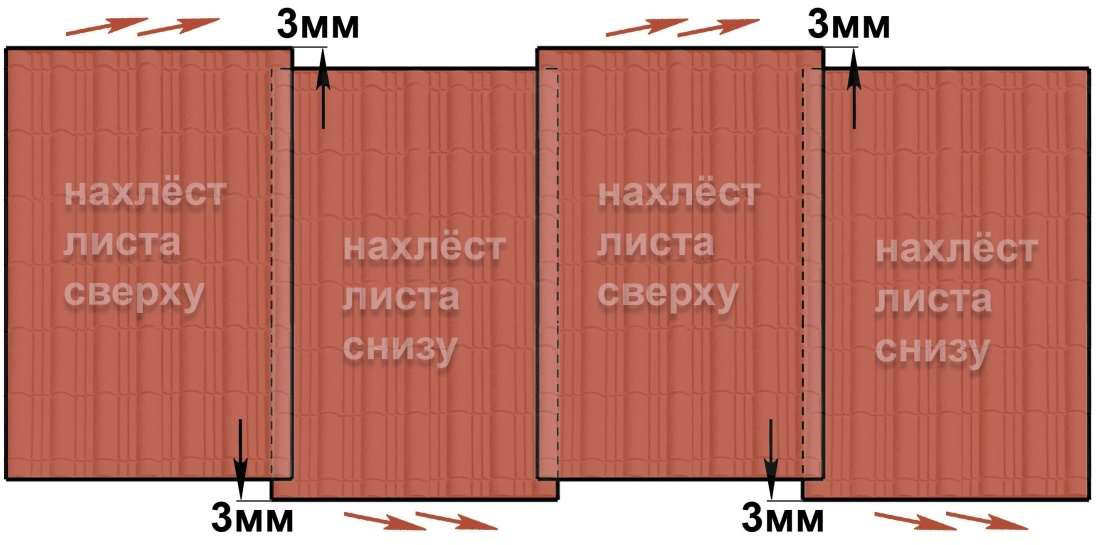 3мм
3мм
нахлёст
листа
сверху
нахлёст
листа
снизу
нахлёст
листа
сверху
нахлёст
листа
снизу
3мм
3мм